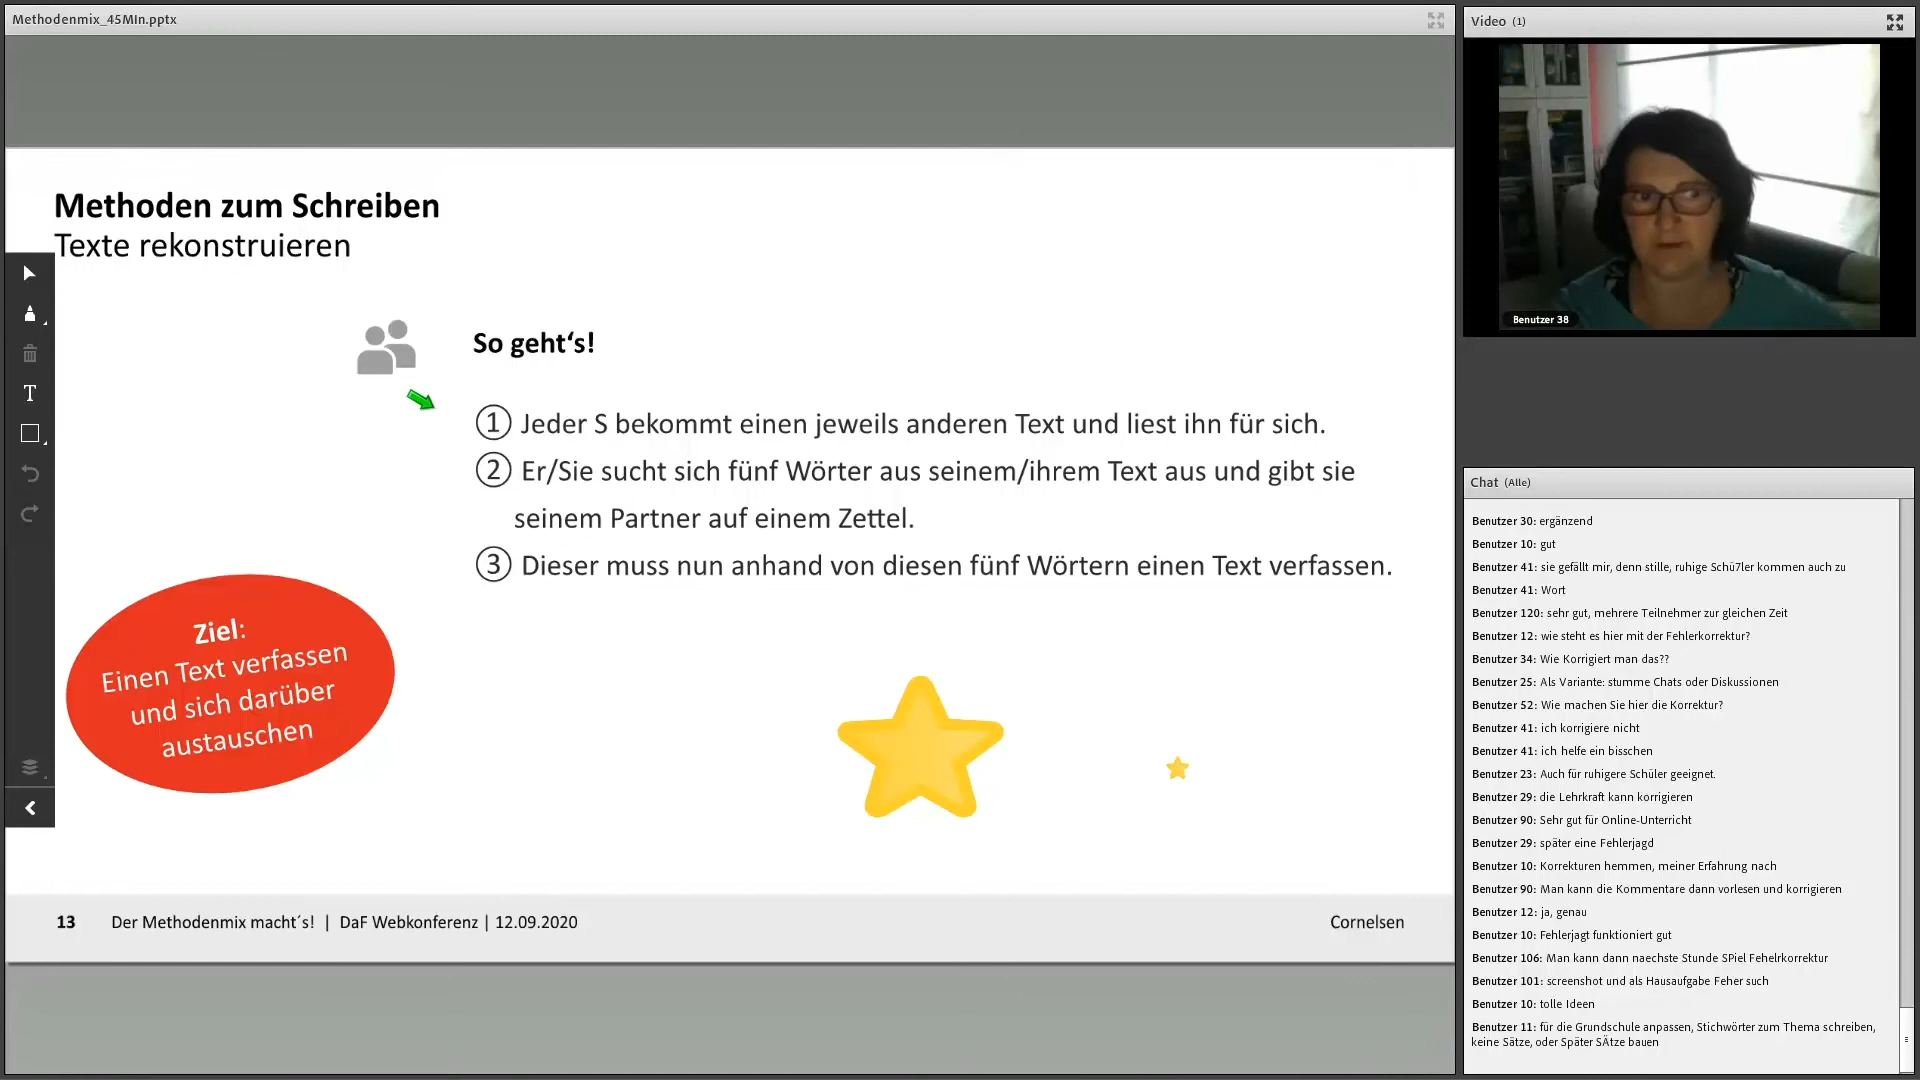 Methodenmix_45MIn.pptx
Methoden zum Schreiben
Texte rekonstruieren
T
So geht‘s!
① Jeder S bekommt einen jeweils anderen Text und liest ihn für sich.
② Er/Sie sucht sich fünf Wörter aus seinem/ihrem Text aus und gibt sie
seinem Partner auf einem Zettel.
③ Dieser muss nun anhand von diesen fünf Wörtern einen Text verfassen.
Ziel:
Einen Text verfassen
und sich darüber
austauschen
13 Der Methodenmix macht´s! | DaF Webkonferenz | 12.09.2020 Cornelsen
Video (1)
Benutzer 38
Chat (Alle)
Benutzer 30: ergänzend
Benutzer 10: gut
Benutzer 41: sie gefällt mir, denn stille, ruhige Schü7ler kommen auch zu
Benutzer 41: Wort
Benutzer 120: sehr gut, mehrere Teilnehmer zur gleichen Zeit
Benutzer 12: wie steht es hier mit der Fehlerkorrektur?
Benutzer 34: Wie Korrigiert man das??
Benutzer 25: Als Variante: stumme Chats oder Diskussionen
Benutzer 52: Wie machen Sie hier die Korrektur?
Benutzer 41: ich korrigiere nicht
Benutzer 41: ich helfe ein bisschen
Benutzer 23: Auch für ruhigere Schüler geeignet.
Benutzer 29: die Lehrkraft kann korrigieren
Benutzer 90: Sehr gut für Online-Unterricht
Benutzer 29: später eine Fehlerjagd
Benutzer 10: Korrekturen hemmen, meiner Erfahrung nach
Benutzer 90: Man kann die Kommentare dann vorlesen und korrigieren
Benutzer 12: ja, genau
Benutzer 10: Fehlerjagt funktioniert gut
Benutzer 106: Man kann dann naechste Stunde SPiel Fehelrkorrektur
Benutzer 101: screenshot und als Hausaufgabe Feher such
Benutzer 10: tolle Ideen
Benutzer 11: für die Grundschule anpassen, Stichwörter zum Thema schreiben,
keine Sätze, oder Später SÄtze bauen